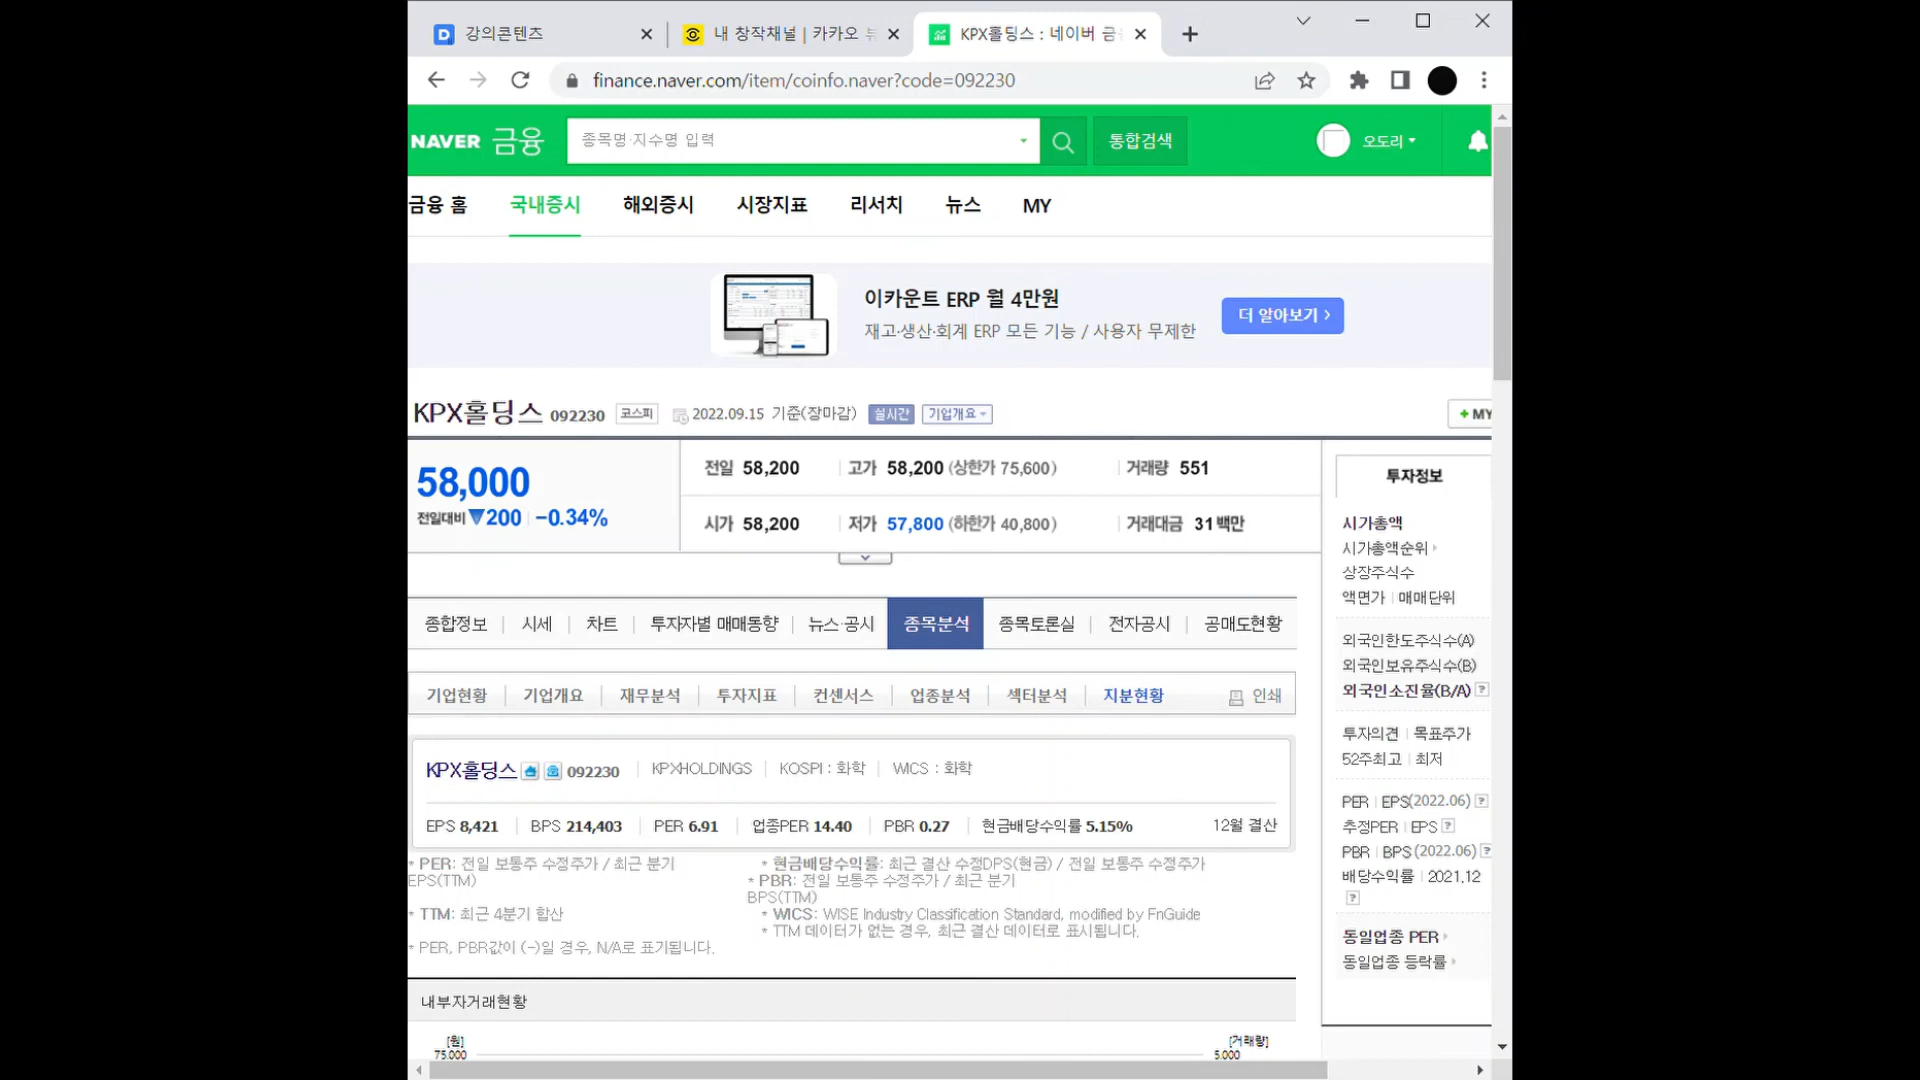 강의콘텐츠
내 창작채널 | 카카오
KPX홀딩스 : 네이버 금
finance.naver.com/item/coinfo.naver?code=092230
NAVER 금융
종목명·지수명 입력
통합검색
오도리
금융 홈 국내증시 해외증시 시장지표 리서치 뉴스 MY
이카운트 ERP 월 4만원
재고·생산·회계 ERP 모든 기능 / 사용자 무제한
더 알아보기 >
KPX홀딩스 092230 코스피 2022.09.15 기준(장마감) 실시간 기업개요
+ MY
58,000
전일대비 ▼200 -0.34%
전일 58,200 고가 58,200 (상한가 75,600) 거래량 551
시가 58,200 저가 57,800 (하한가 40,800) 거래대금 31백만
종합정보 시세 차트 투자자별 매매동향 뉴스·공시 종목분석 종목토론실 전자공시 공매도현황
기업현황 기업개요 재무분석 투자지표 컨센서스 업종분석 섹터분석 지분현황 인쇄
KPX홀딩스 092230 KPXHOLDINGS KOSPI : 화학 WICS : 화학
EPS 8,421 BPS 214,403 PER 6.91 업종PER 14.40 PBR 0.27 현금배당수익률 5.15% 12월 결산
* PER: 전일 보통주 수정주가 / 최근 분기
EPS(TTM)
* TTM: 최근 4분기 합산
* PER, PBR값이 (-)일 경우, N/A로 표기됩니다.
* 현금배당수익률: 최근 결산 수정DPS(현금) / 전일 보통주 수정주가
* PBR: 전일 보통주 수정주가 / 최근 분기
BPS(TTM)
* WICS: WISE Industry Classification Standard, modified by FnGuide
* TTM 데이터가 없는 경우, 최근 결산 데이터로 표시됩니다.
내부자거래현황
[원] [거래량]
75,000 5,000
투자정보
시가총액
시가총액순위
상장주식수
액면가 | 매매단위
외국인한도주식수(A)
외국인보유주식수(B)
외국인소진율(B/A) ?
투자의견 | 목표주가
52주최고 | 최저
PER | EPS(2022.06) ?
추정PER | EPS ?
PBR | BPS (2022.06) ?
배당수익률 | 2021.12
?
동일업종 PER
동일업종 등락률